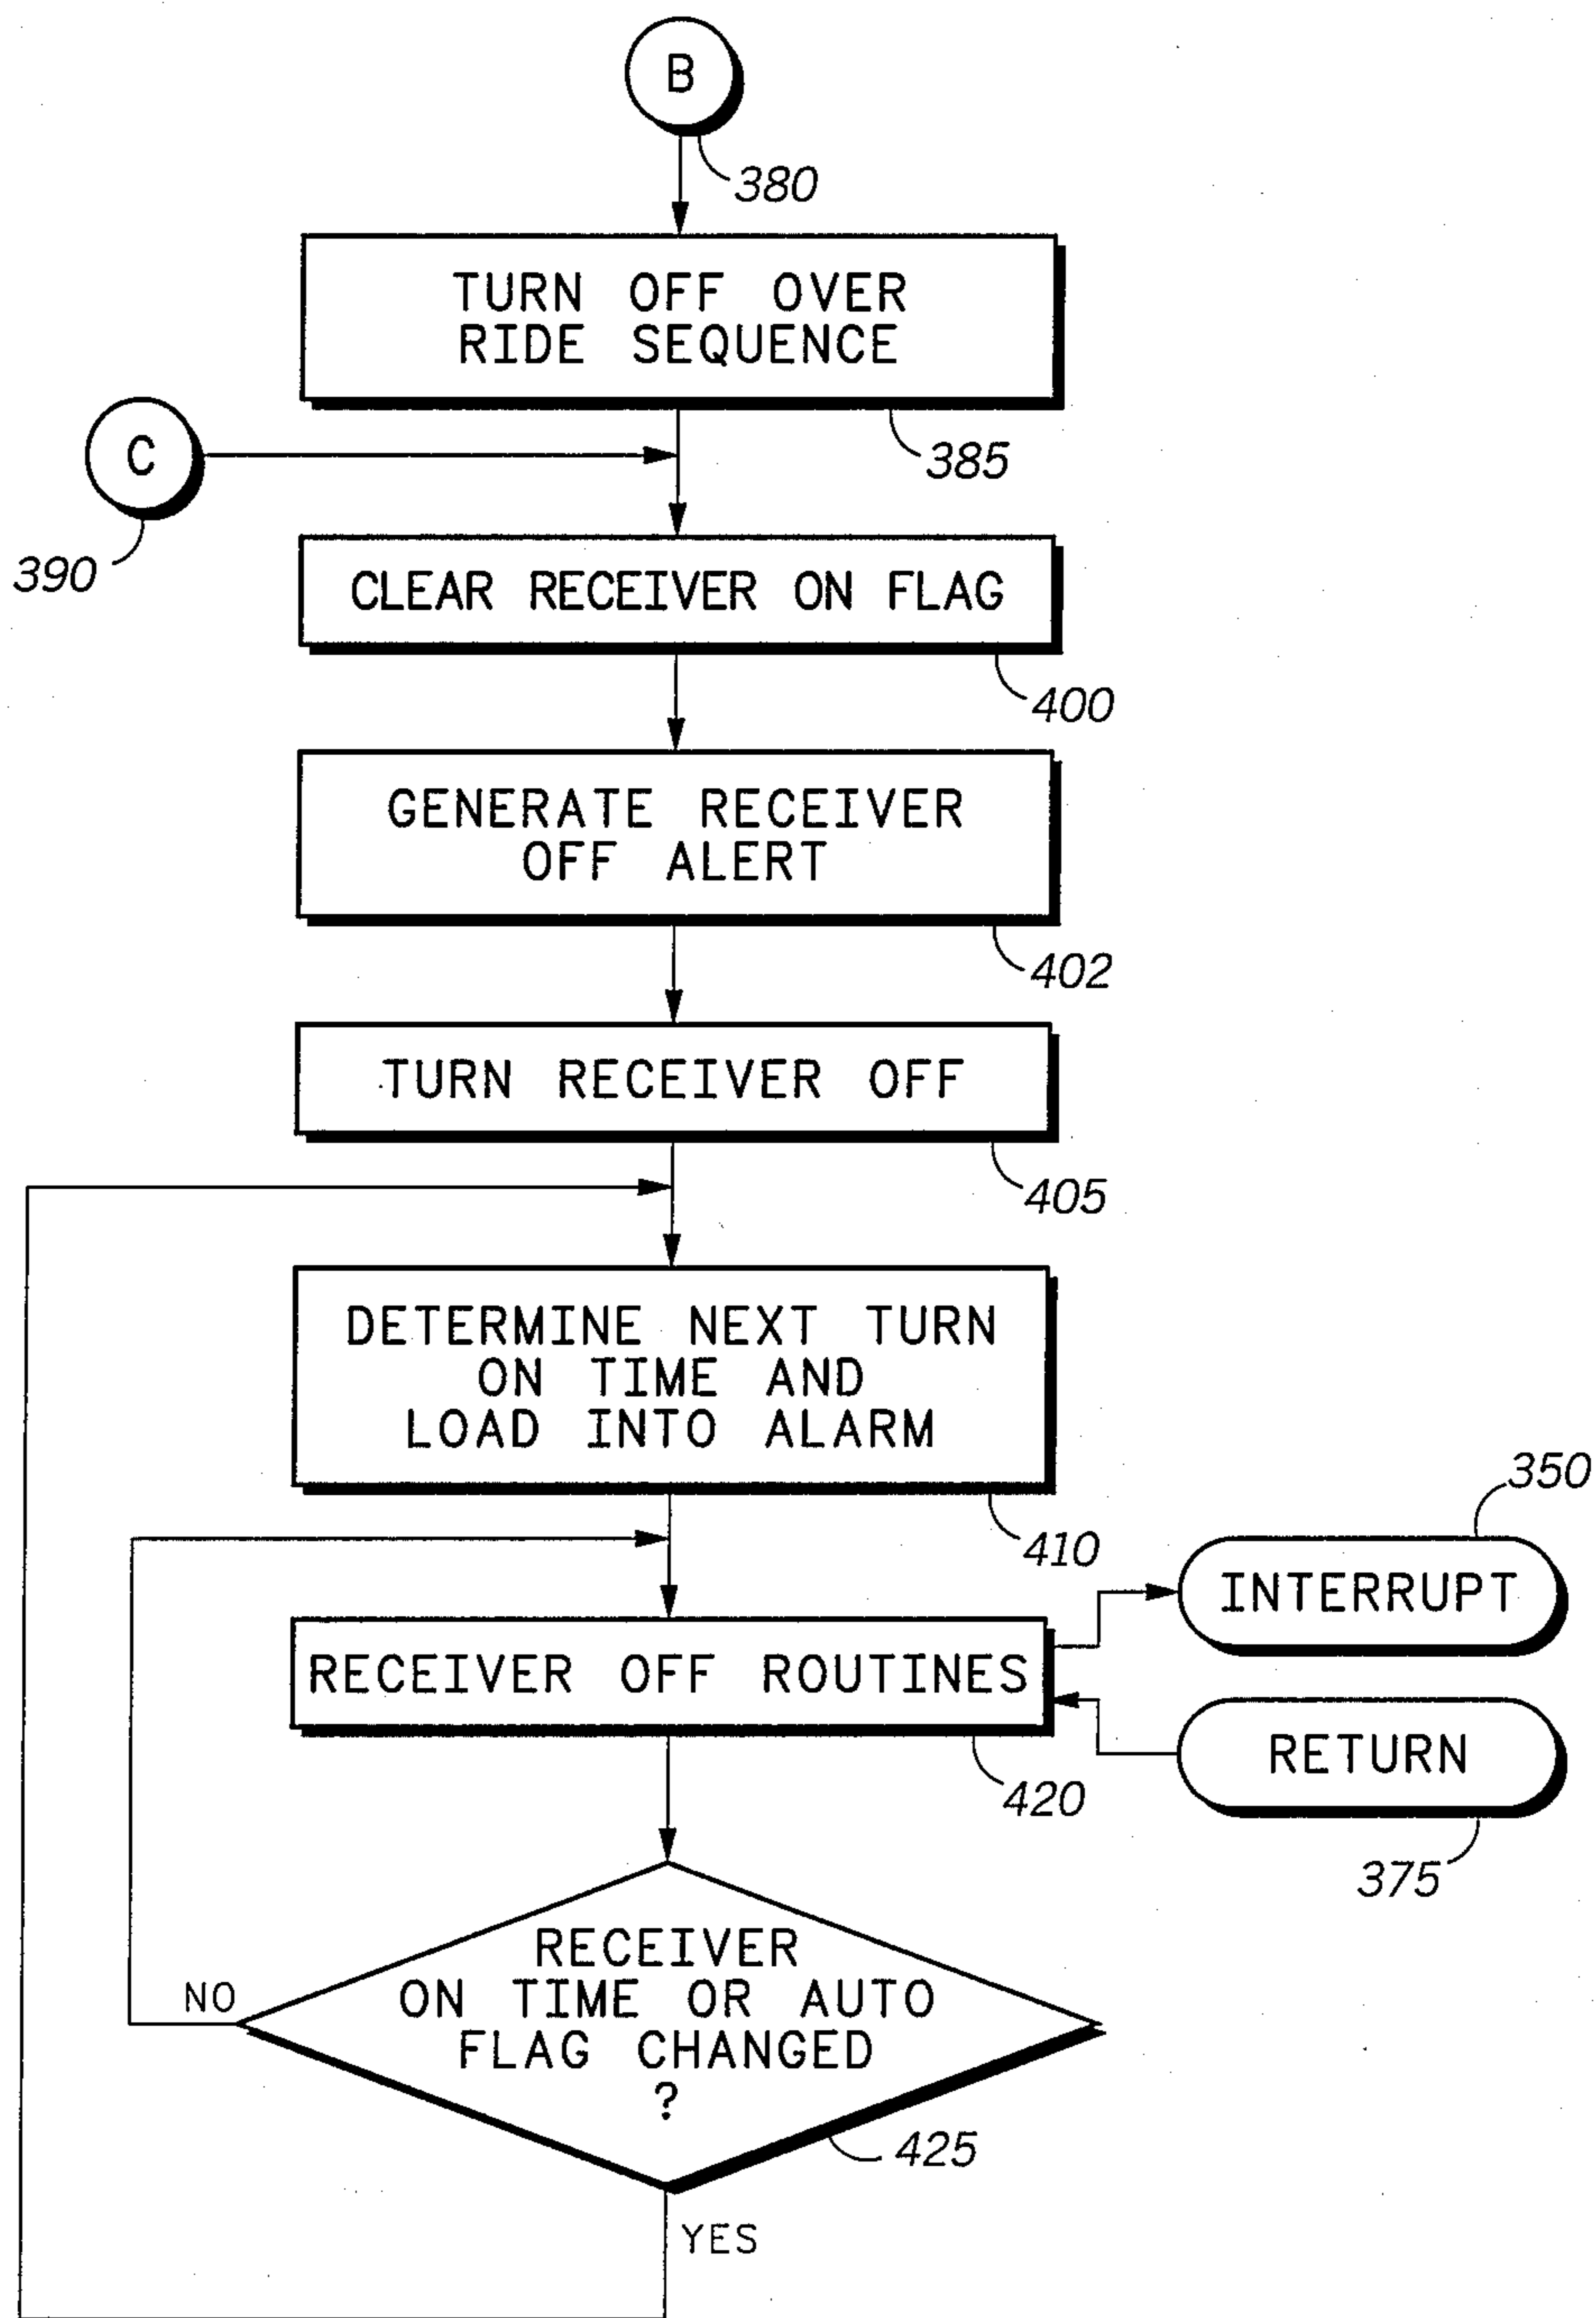 B
380
TURN OFF OVER
RIDE SEQUENCE
385
C
390
CLEAR RECEIVER ON FLAG
400
GENERATE RECEIVER
OFF ALERT
402
TURN RECEIVER OFF
405
DETERMINE NEXT TURN
ON TIME AND
LOAD INTO ALARM
410
350
INTERRUPT
RECEIVER OFF ROUTINES
420
RETURN
375
RECEIVER
ON TIME OR AUTO
FLAG CHANGED
?
NO
425
YES